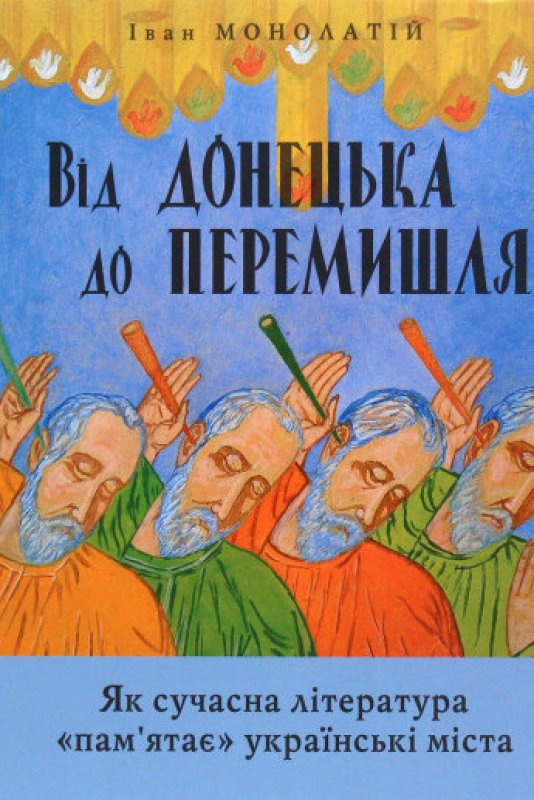 Іван МОНОЛАТІЙ
Від ДОНЕЦЬКА
до ПЕРЕМИШЛЯ
Як сучасна література
«пам'ятає» українські міста